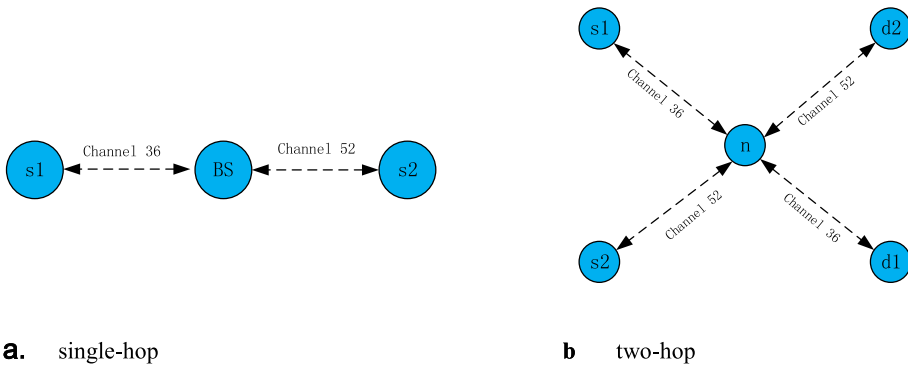 s1
Channel 36
BS
Channel 52
s2
s1
d2
Channel 36
Channel 52
n
Channel 52
Channel 36
s2
d1
a. single-hop
b two-hop